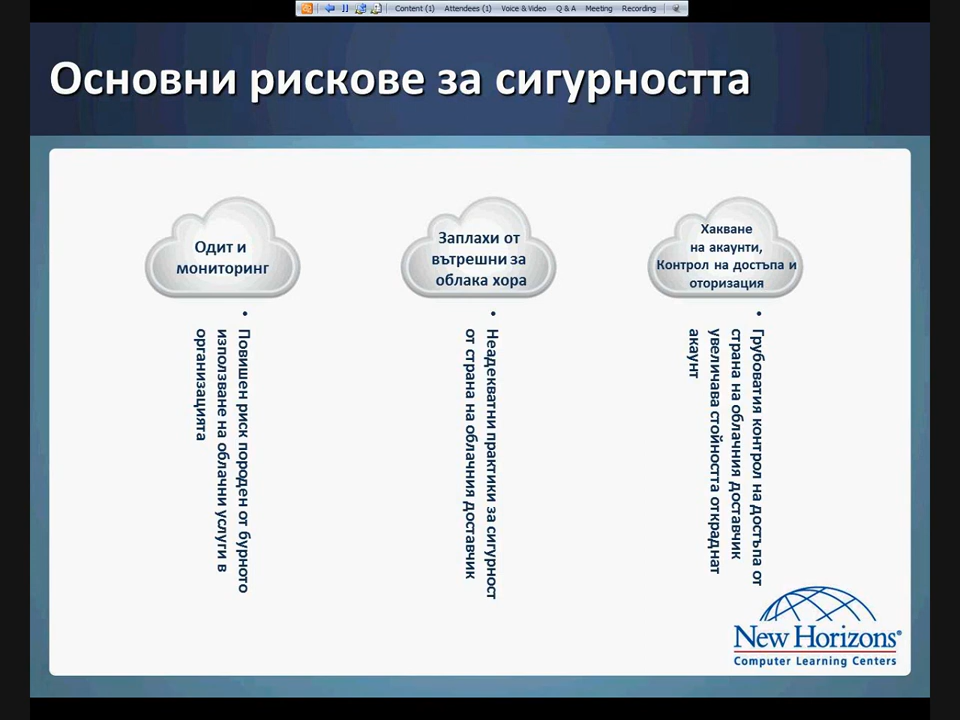 Content (1) Attendees (1) Voice & Video Q & A Meeting Recording
Основни рискове за сигурността
Одит и
мониторинг
• Повишен риск породен от бурното
използване на облачни услуги в
организацията
Заплахи от
вътрешни за
облака хора
• Неадекватни практики за сигурност
от страна на облачния доставчик
Хакване
на акаунти,
Контрол на достъпа и
оторизация
• Грубоватия контрол на достъпа от
страна на облачния доставчик
увеличава стойността откраднат
акаунт
New Horizons®
Computer Learning Centers